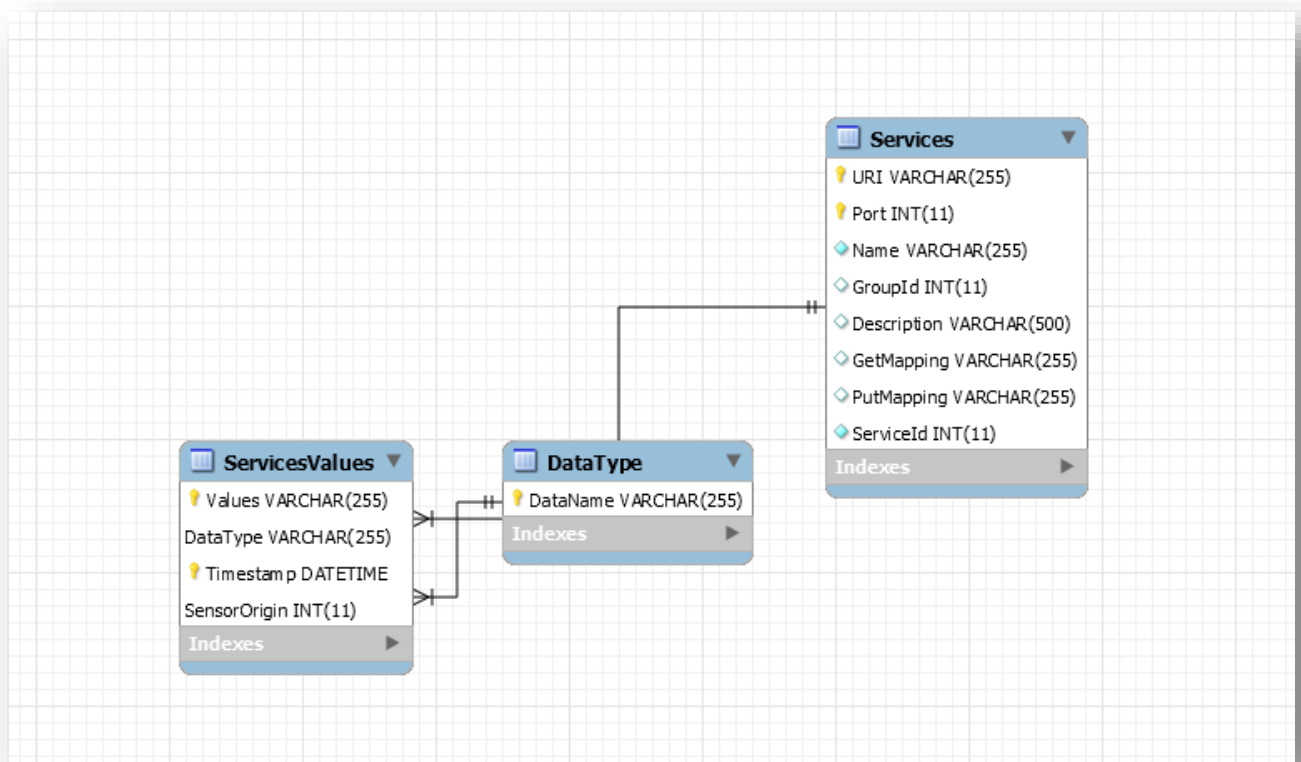 Services
URI VARCHAR(255)
Port INT(11)
Name VARCHAR(255)
GroupId INT(11)
Description VARCHAR(500)
GetMapping VARCHAR(255)
PutMapping VARCHAR(255)
ServiceId INT(11)
Indexes
ServicesValues
Values VARCHAR(255)
DataType VARCHAR(255)
Timestamp DATETIME
SensorOrigin INT(11)
Indexes
DataType
DataName VARCHAR(255)
Indexes